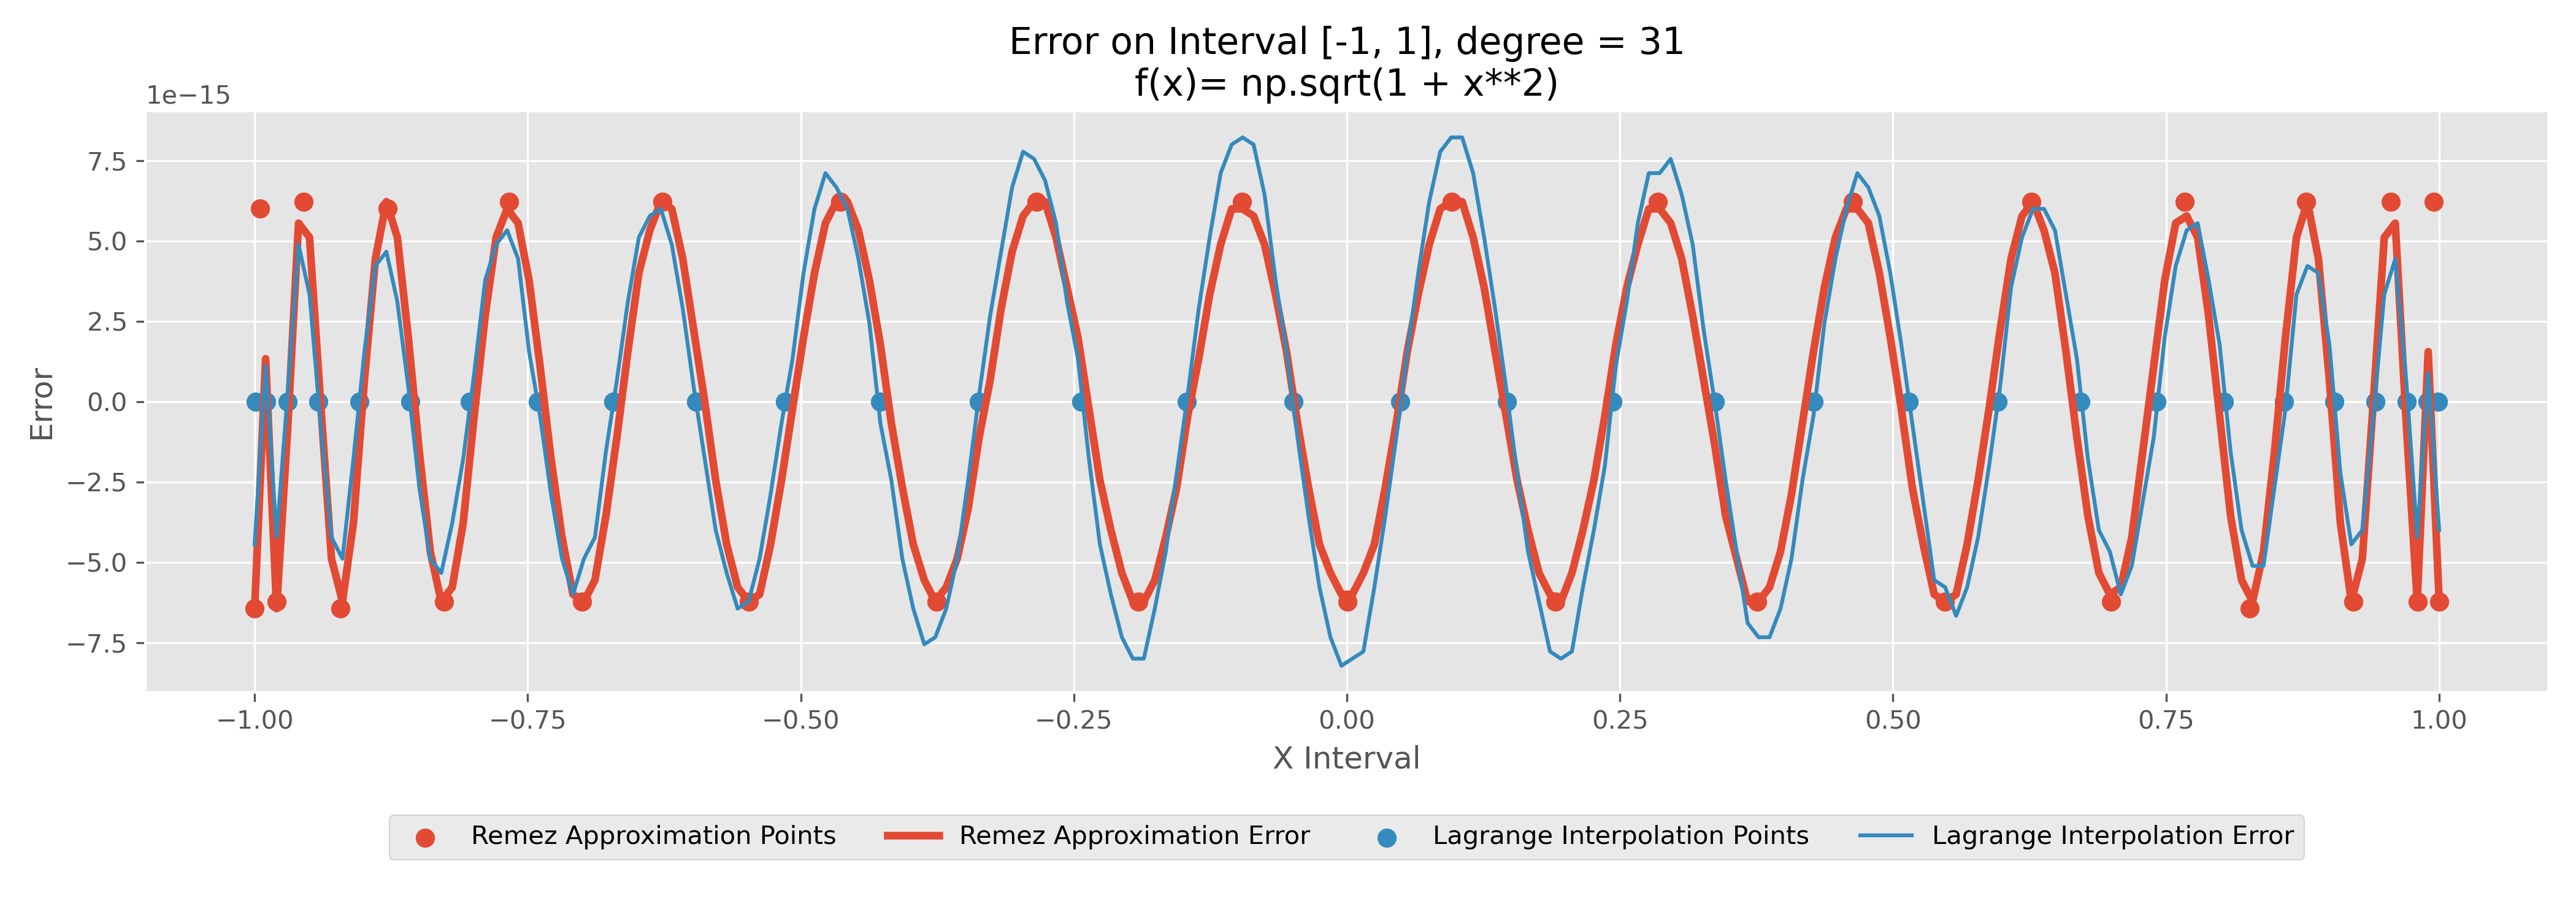 Error on Interval [-1, 1], degree = 31
f(x)= np.sqrt(1 + x**2)
1e−15
7.5
5.0
2.5
0.0
−2.5
−5.0
−7.5
Error
−1.00 −0.75 −0.50 −0.25 0.00 0.25 0.50 0.75 1.00
X Interval
Remez Approximation Points Remez Approximation Error Lagrange Interpolation Points Lagrange Interpolation Error